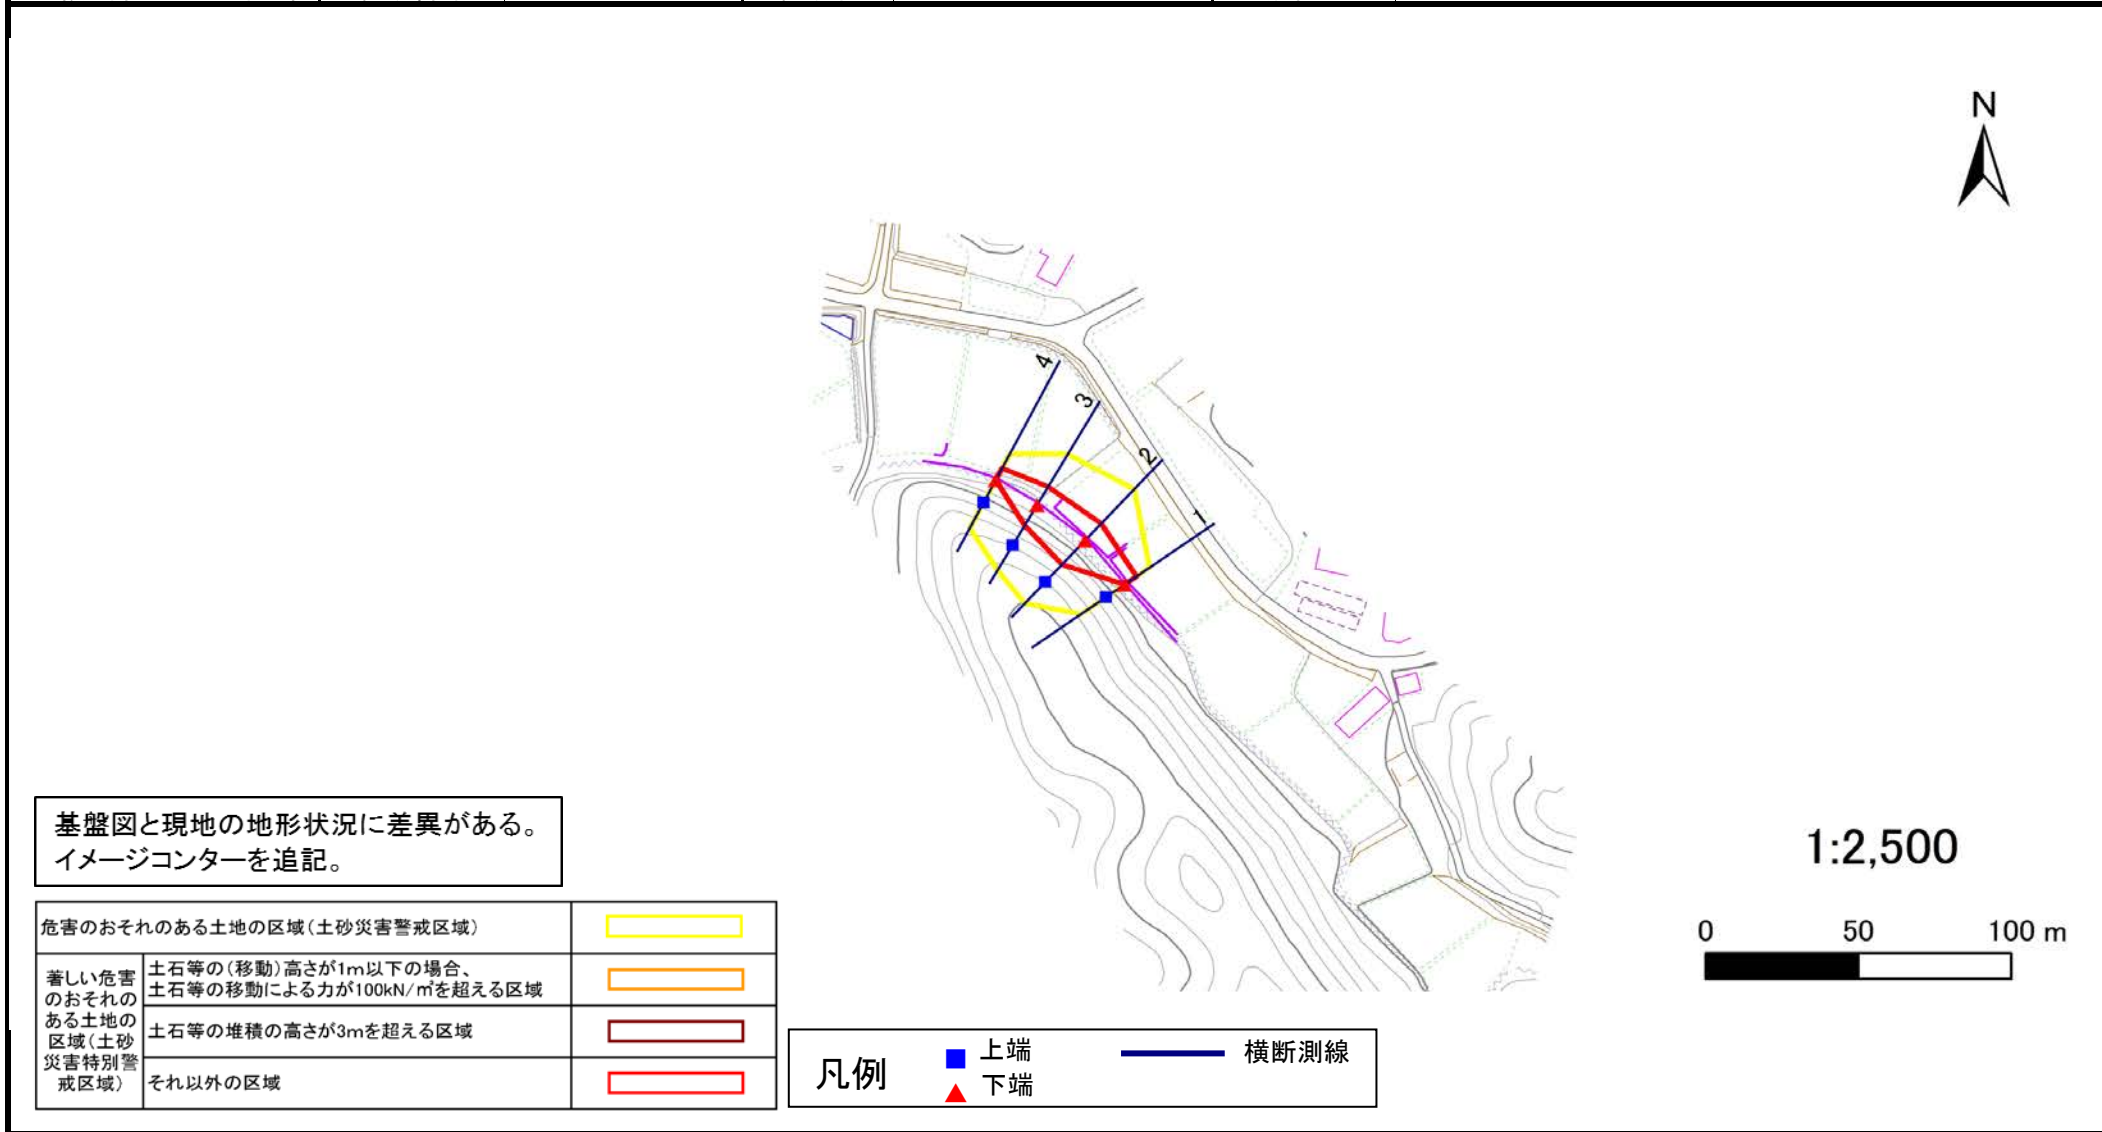 N
4
3
2
1
基盤図と現地の地形状況に差異がある。
イメージコンターを追記。
1:2,500
0 50 100 m
危害のおそれのある土地の区域(土砂災害警戒区域)
著しい危害
のおそれの
ある土地の
区域(土砂
災害特別警
戒区域)
土石等の(移動)高さが1m以下の場合、
土石等の移動による力が100kN/㎡を超える区域
土石等の堆積の高さが3mを超える区域
それ以外の区域
凡例
上端
下端
横断測線